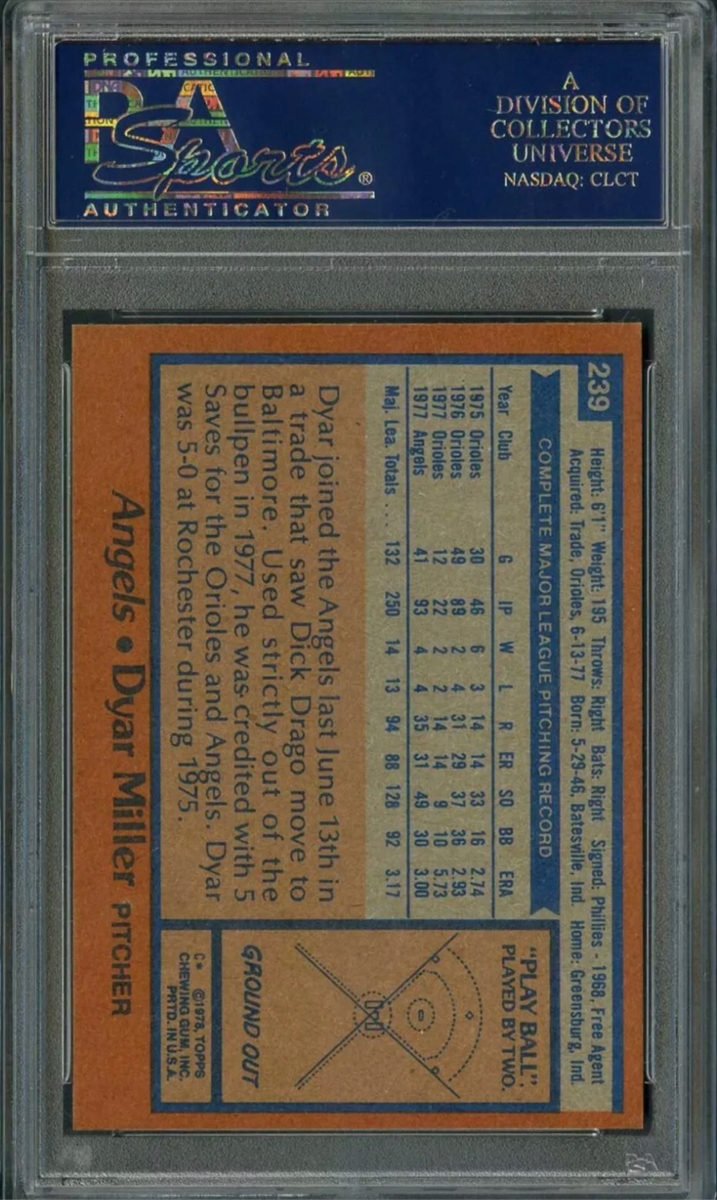 PROFESSIONAL
PSA
Sports®
AUTHENTICATOR
A
DIVISION OF
COLLECTORS
UNIVERSE
NASDAQ: CLCT
239
Height: 6'1" Weight: 195 Throws: Right Bats: Right Signed: Phillies - 1968, Free Agent
Acquired: Trade, Orioles, 6-13-77 Born: 5-29-46, Batesville, Ind. Home: Greensburg, Ind.
COMPLETE MAJOR LEAGUE PITCHING RECORD
Year Club G IP W L R ER SO BB ERA
1975 Orioles 30 46 6 3 14 14 33 16 2.74
1976 Orioles 49 89 2 4 31 29 37 36 2.93
1977 Orioles 12 22 2 2 14 14 9 10 5.73
1977 Angels 41 93 4 4 35 31 49 30 3.00
Maj. Lea. Totals . . . 132 250 14 13 94 88 128 92 3.17
Dyar joined the Angels last June 13th in
a trade that saw Dick Drago move to
Baltimore. Used strictly out of the
bullpen in 1977, he was credited with 5
Saves for the Orioles and Angels. Dyar
was 5-0 at Rochester during 1975.
"PLAY BALL",
PLAYED BY TWO.
GROUND OUT
C* ©1978, TOPPS
CHEWING GUM, INC.
PRTD. IN U.S.A.
Angels • Dyar Miller PITCHER